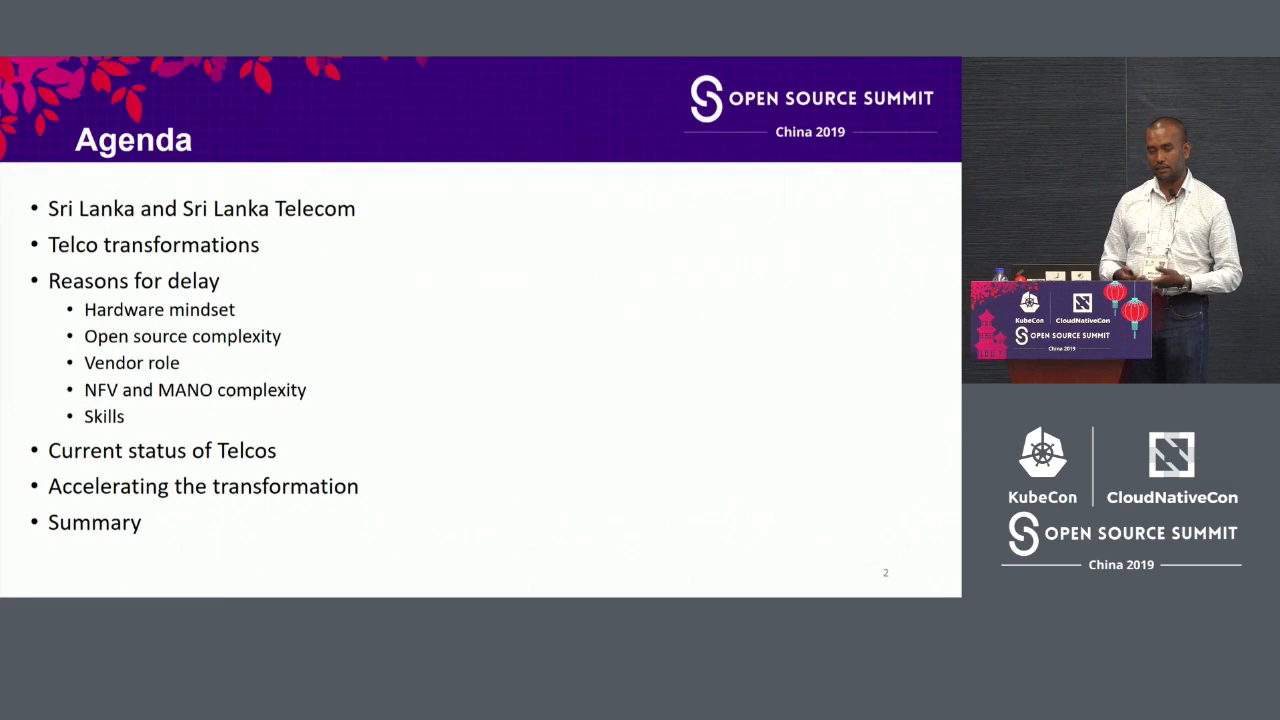 Agenda
OPEN SOURCE SUMMIT
China 2019
• Sri Lanka and Sri Lanka Telecom
• Telco transformations
• Reasons for delay
• Hardware mindset
• Open source complexity
• Vendor role
• NFV and MANO complexity
• Skills
• Current status of Telcos
• Accelerating the transformation
• Summary
2
KubeCon
CloudNativeCon
OPEN SOURCE SUMMIT
China 2019
KubeCon
CloudNativeCon
OPEN SOURCE SUMMIT
China 2019